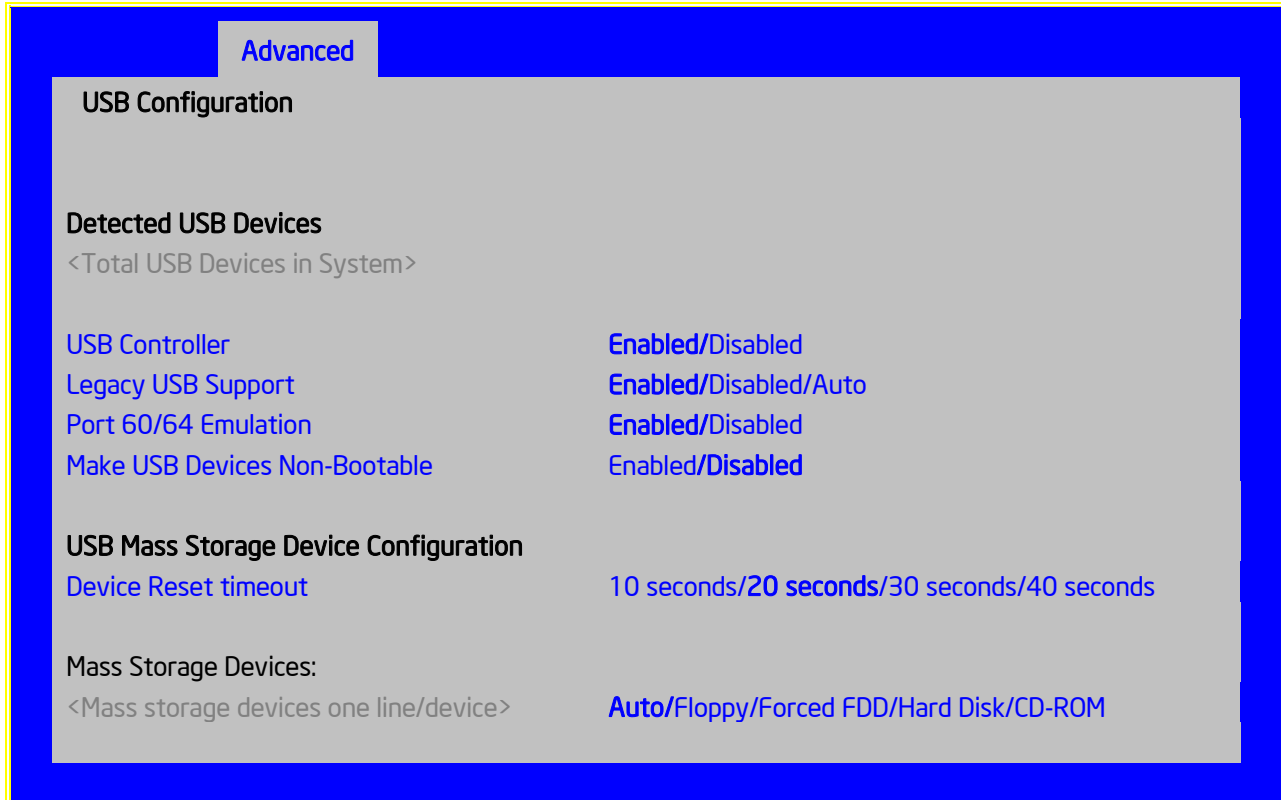 Advanced
USB Configuration
Detected USB Devices
<Total USB Devices in System>
USB Controller Enabled/Disabled
Legacy USB Support Enabled/Disabled/Auto
Port 60/64 Emulation Enabled/Disabled
Make USB Devices Non-Bootable Enabled/Disabled
USB Mass Storage Device Configuration
Device Reset timeout 10 seconds/20 seconds/30 seconds/40 seconds
Mass Storage Devices:
<Mass storage devices one line/device> Auto/Floppy/Forced FDD/Hard Disk/CD-ROM